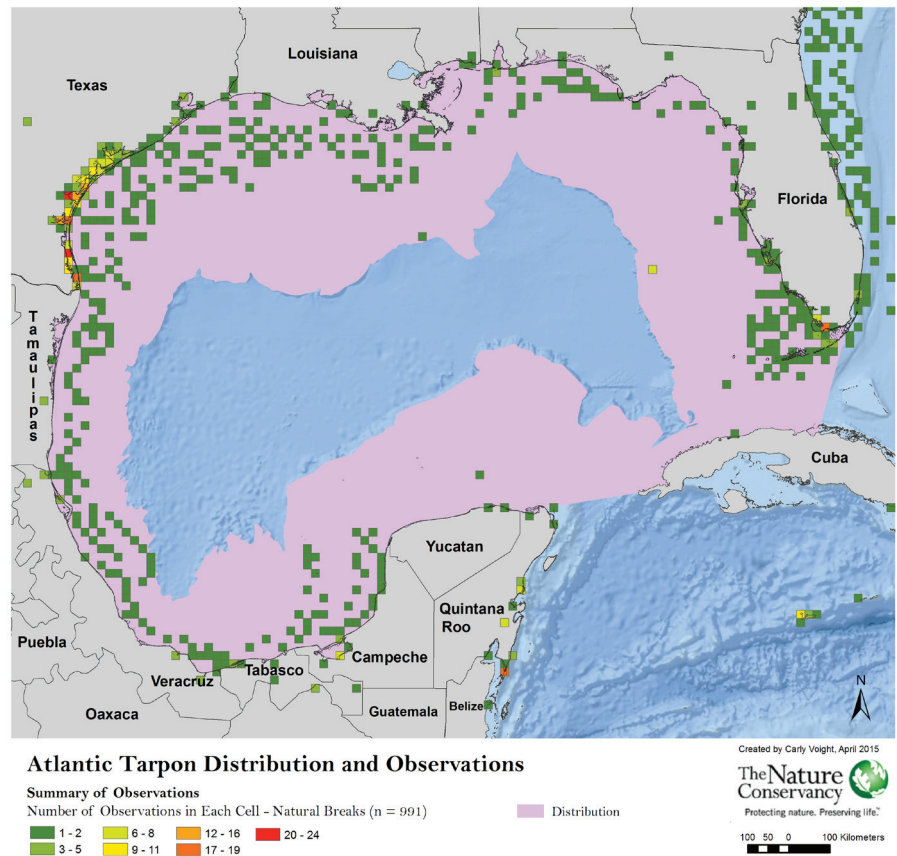 Louisiana
Texas
Florida
Tamaulipas
Cuba
Yucatan
Quintana
Roo
Puebla
Campeche
Tabasco
Veracruz
Belize
Guatemala
Oaxaca
N
Atlantic Tarpon Distribution and Observations
Summary of Observations
Number of Observations in Each Cell - Natural Breaks (n = 991)
1 - 2
6 - 8
12 - 16
20 - 24
3 - 5
9 - 11
17 - 19
Distribution
Created by Carly Voight, April 2015
The Nature
Conservancy
Protecting nature. Preserving life.™
100 50 0 100 Kilometers